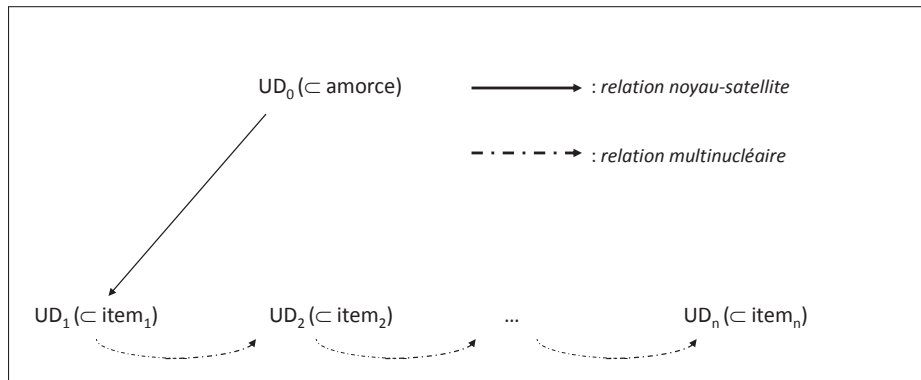 UD₀ (⊂ amorce)
: relation noyau-satellite
: relation multinucléaire
UD₁ (⊂ item₁) UD₂ (⊂ item₂) ... UDₙ (⊂ itemₙ)